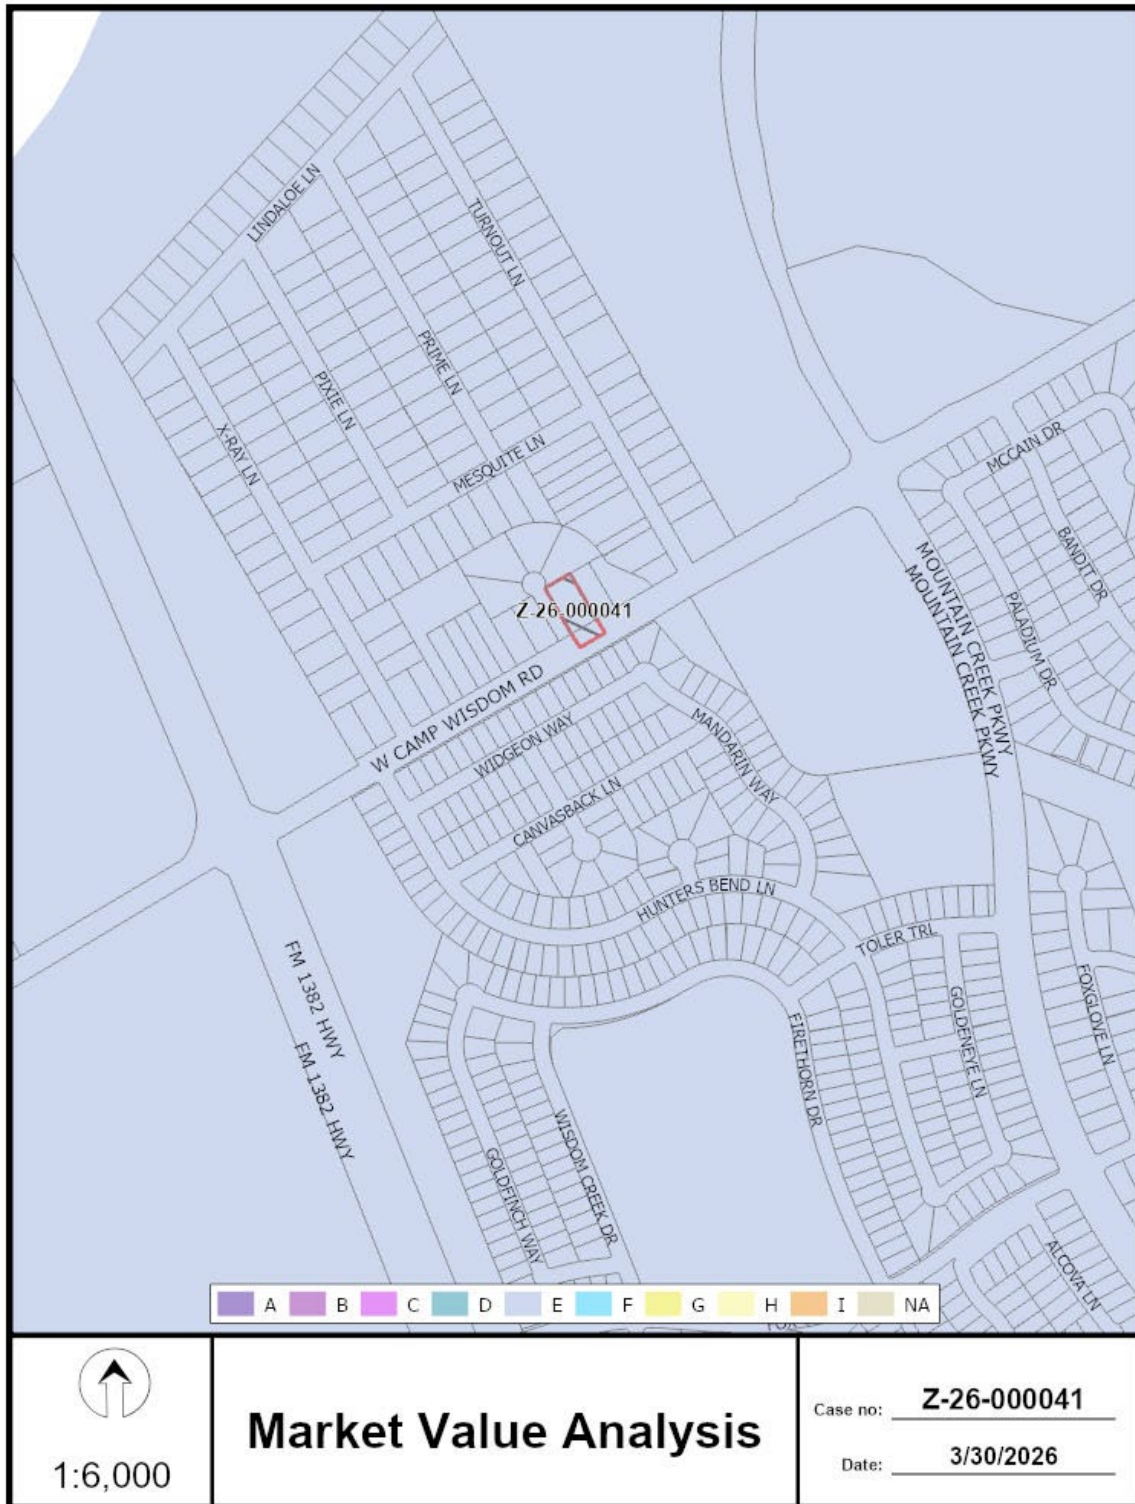 LINDALOE LN
TURNOUT LN
PRIME LN
PIXIE LN
X-RAY LN
MESQUITE LN
MCCAIN DR
BANDIT DR
PALADIUM DR
MOUNTAIN CREEK PKWY
MOUNTAIN CREEK PKWY
Z-26-000041
W CAMP WISDOM RD
WIDGEON WAY
MANDARIN WAY
CANVASBACK LN
HUNTERS BEND LN
TOLER TRL
FM 1382 HWY
FM 1382 HWY
GOLDENEYE LN
FOXGLOVE LN
FIRETHORN DR
WISDOM CREEK DR
GOLDFINCH WAY
ALCOVA LN
A B C D E F G H I NA
1:6,000
Market Value Analysis
Case no: Z-26-000041
Date: 3/30/2026